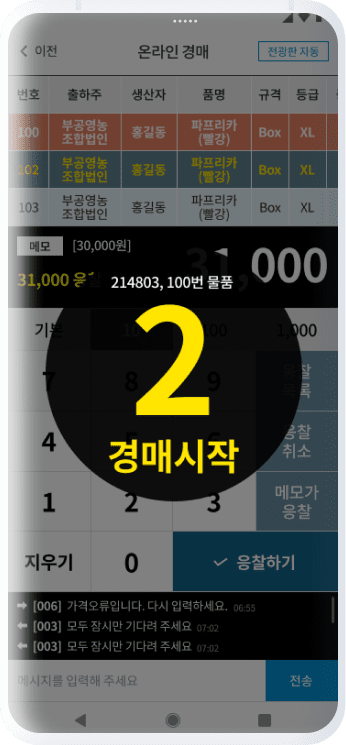 이전 온라인 경매 전광판 자동
번호 출하주 생산자 품명 규격 등급
100 부공영농 조합법인 홍길동 파프리카 (빨강) Box XL
102 부공영농 조합법인 홍길동 파프리카 (빨강) Box XL
103 부공영농 조합법인 홍길동 파프리카 (빨강) Box XL
메모 [30,000원]
31,000
31,000
214803, 100번 물품
2
경매시작
기본 1,000
7 8 9
4 5 6 응찰 취소
1 2 3 메모가 응찰
지우기 0 응찰하기
[006] 가격오류입니다. 다시 입력하세요. 06:55
[003] 모두 잠시만 기다려 주세요 07:02
[003] 모두 잠시만 기다려 주세요 07:02
메시지를 입력해 주세요 전송